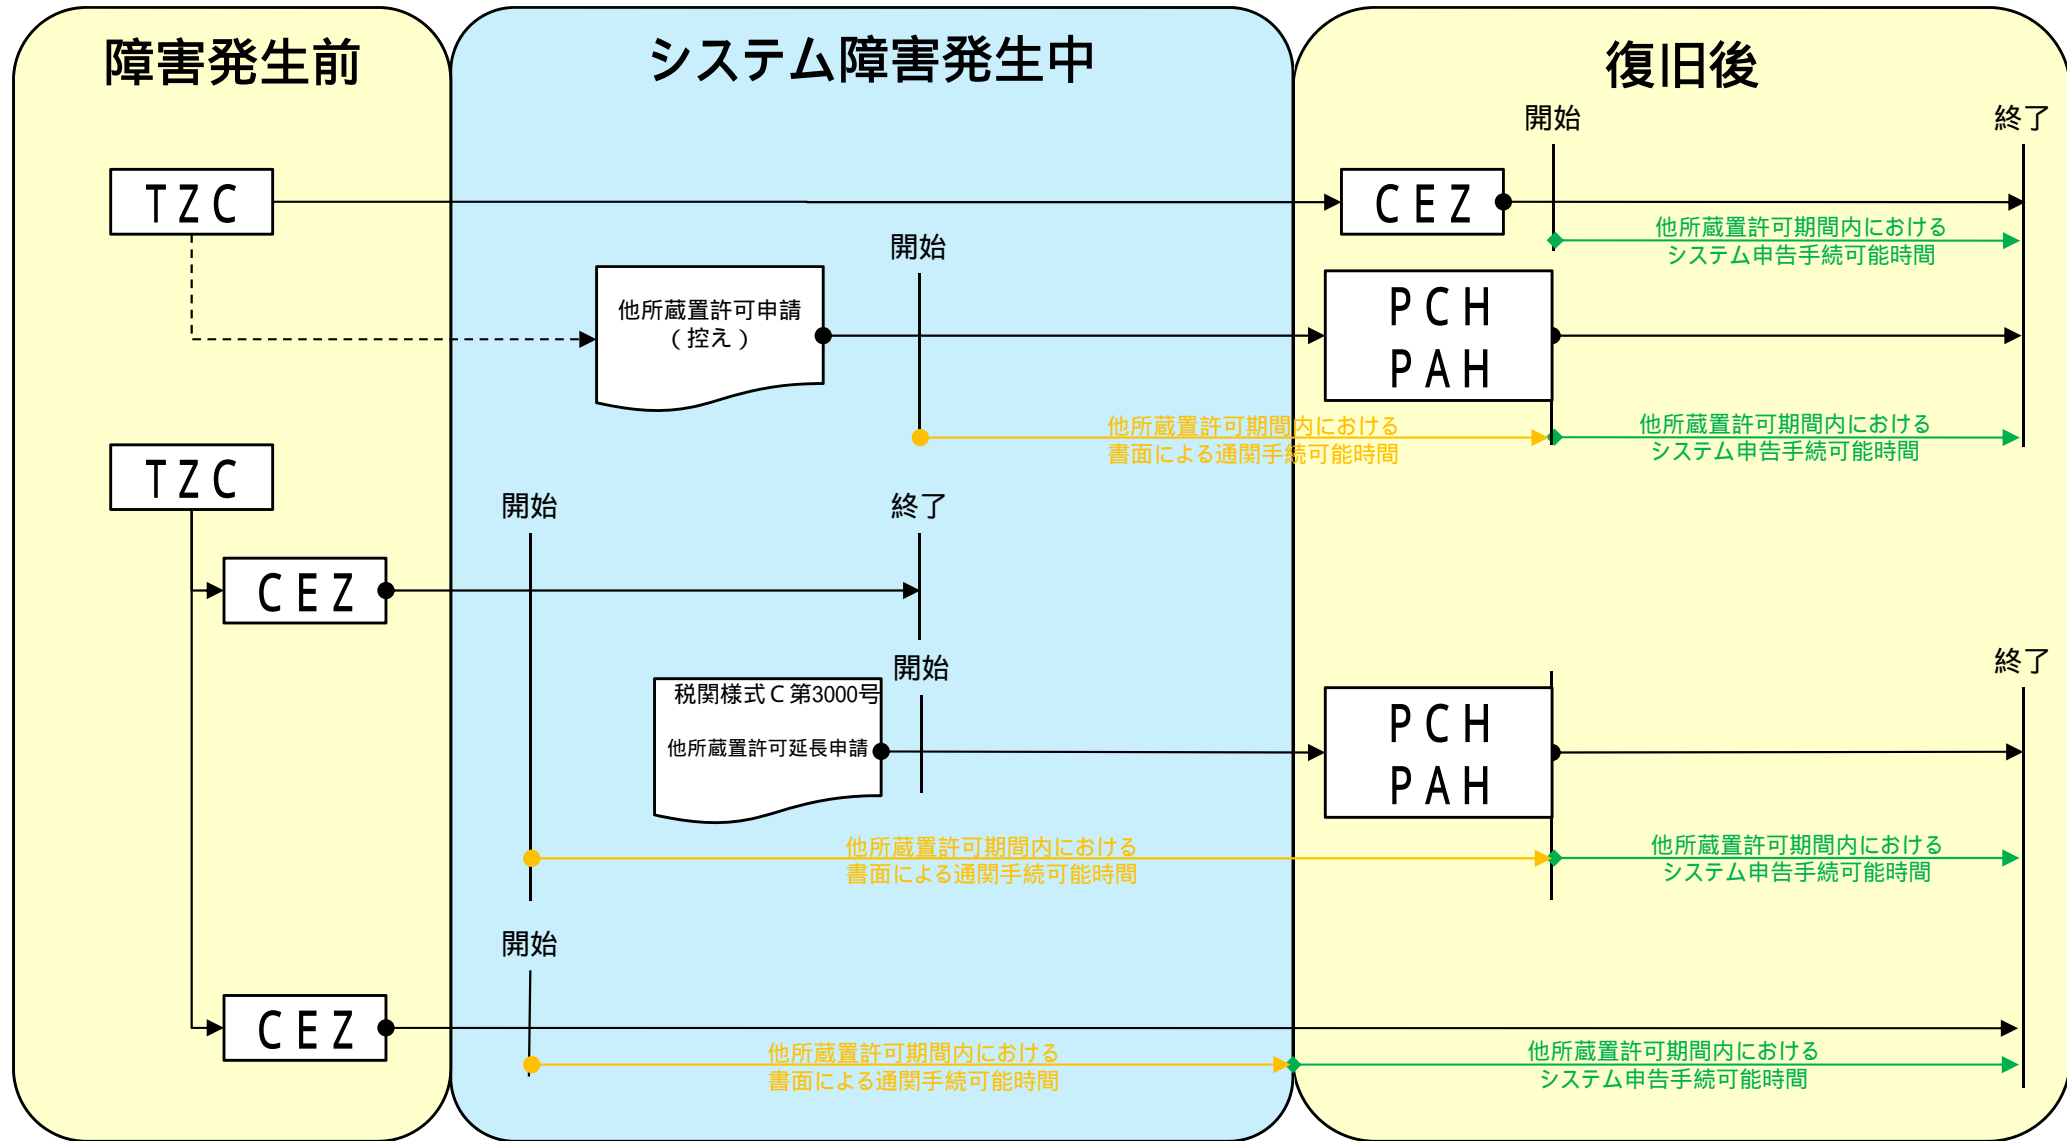 障害発生前
システム障害発生中
復旧後
開始
終了
ＴＺＣ
ＣＥＺ
他所蔵置許可期間内における
システム申告手続可能時間
開始
他所蔵置許可申請
（控え）
ＰＣＨ
ＰＡＨ
他所蔵置許可期間内における
書面による通関手続可能時間
他所蔵置許可期間内における
システム申告手続可能時間
ＴＺＣ
開始
終了
ＣＥＺ
開始
終了
税関様式Ｃ第3000号
他所蔵置許可延長申請
ＰＣＨ
ＰＡＨ
他所蔵置許可期間内における
書面による通関手続可能時間
他所蔵置許可期間内における
システム申告手続可能時間
開始
ＣＥＺ
他所蔵置許可期間内における
書面による通関手続可能時間
他所蔵置許可期間内における
システム申告手続可能時間